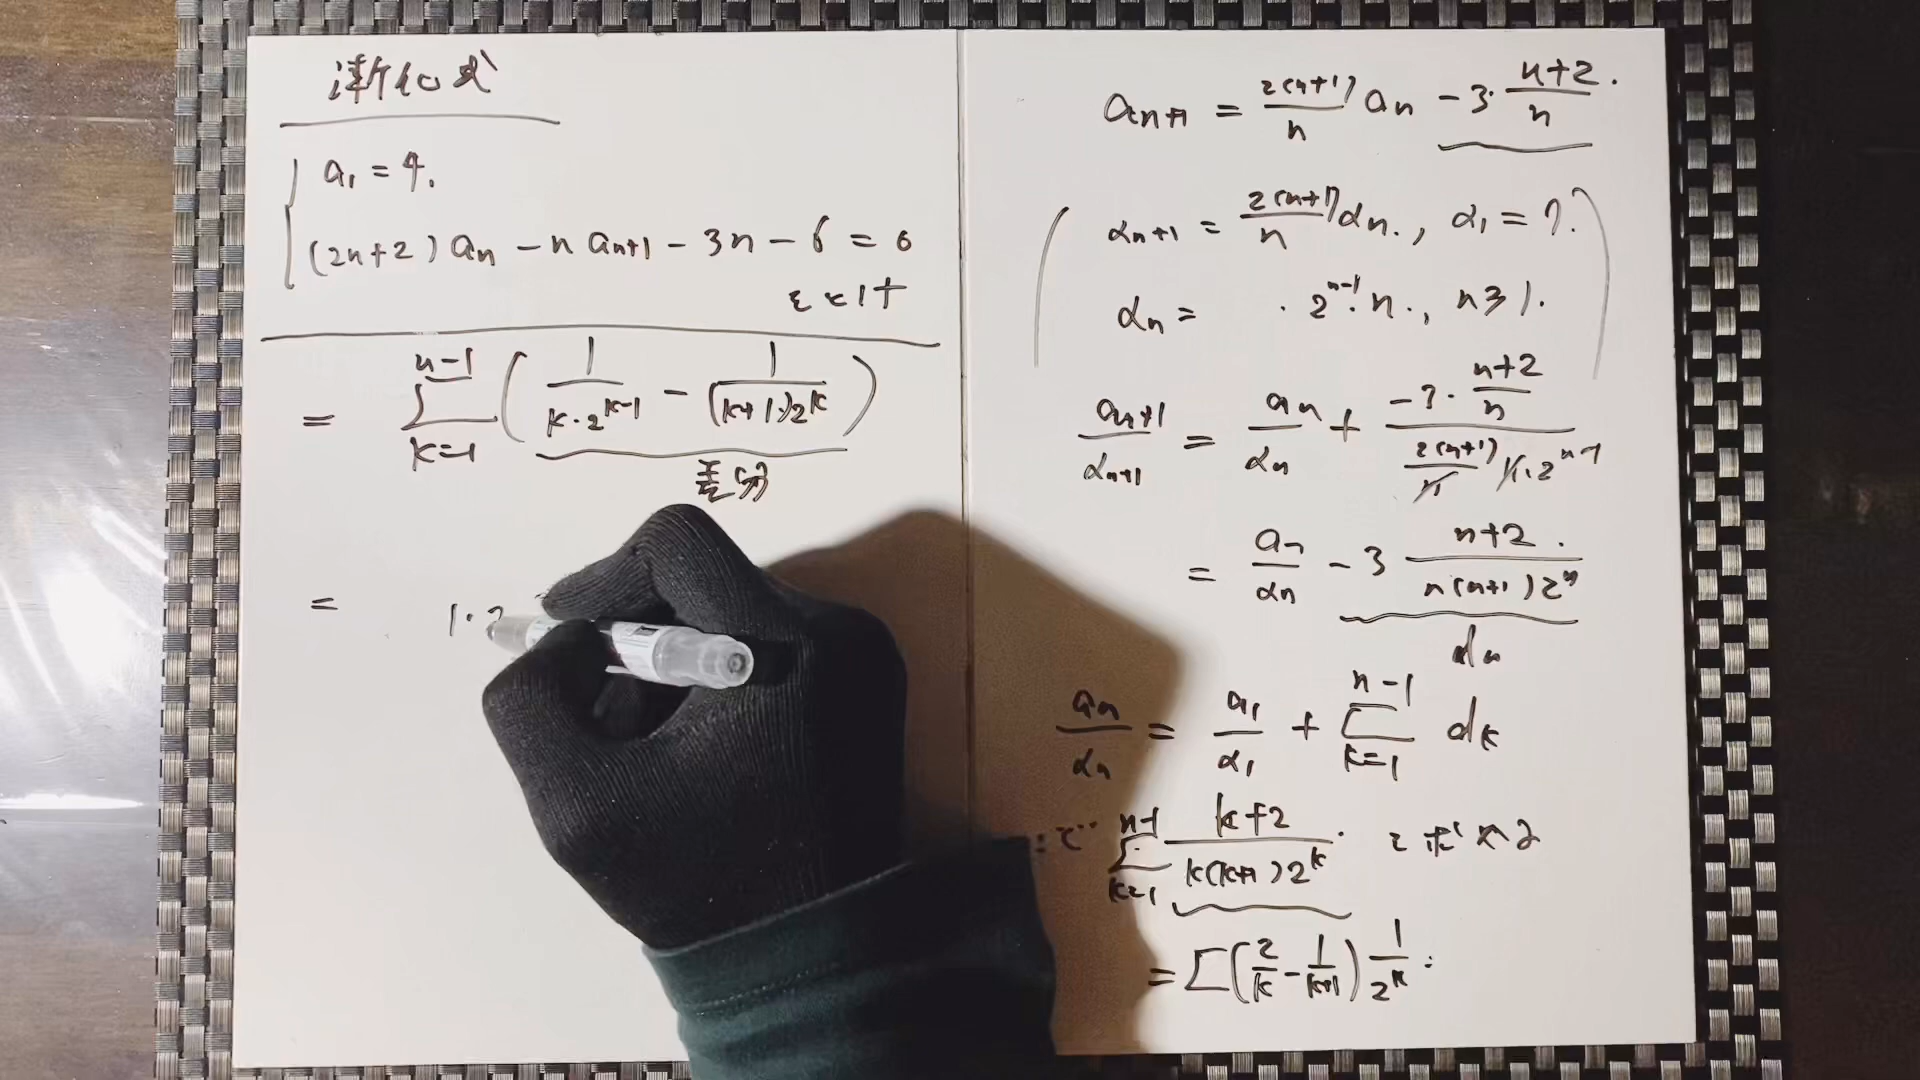 漸化式
a₁ = 4.
(2n+2) aₙ − n aₙ₊₁ − 3n − 6 = 0
をとけ
= Σ_{k=1}^{n−1} ( 1/(k·2^{k−1}) − 1/((k+1)2^k) )
差分
= 1·2
aₙ₊₁ = 2(n+1)/n aₙ − 3·(n+2)/n.
αₙ₊₁ = 2(n+1)/n αₙ., α₁ = 1.
αₙ = · 2^{n−1}·n., n≧1.
aₙ₊₁/αₙ₊₁ = aₙ/αₙ + (−3·(n+2)/n)/(2(n+1)/n n·2^{n−1})
= aₙ/αₙ − 3 (n+2)/(n(n+1)2ⁿ).
dₙ
aₙ/αₙ = a₁/α₁ + Σ_{k=1}^{n−1} d_k
で Σ_{k=1}^{n−1} (k+2)/(k(k+1)2^k). を求める
= Σ(2/k − 1/(k+1)) 1/2^k